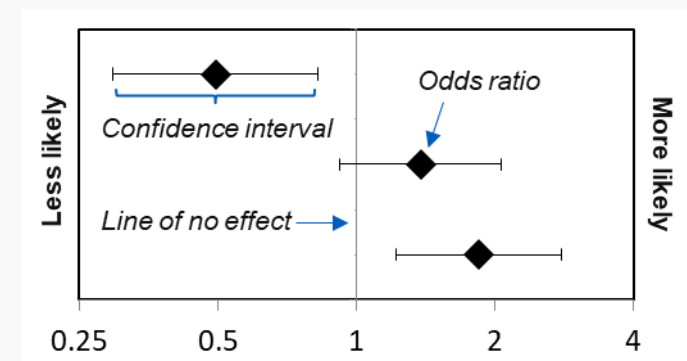 Less likely
Odds ratio
Confidence interval
Line of no effect
More likely
0.25 0.5 1 2 4